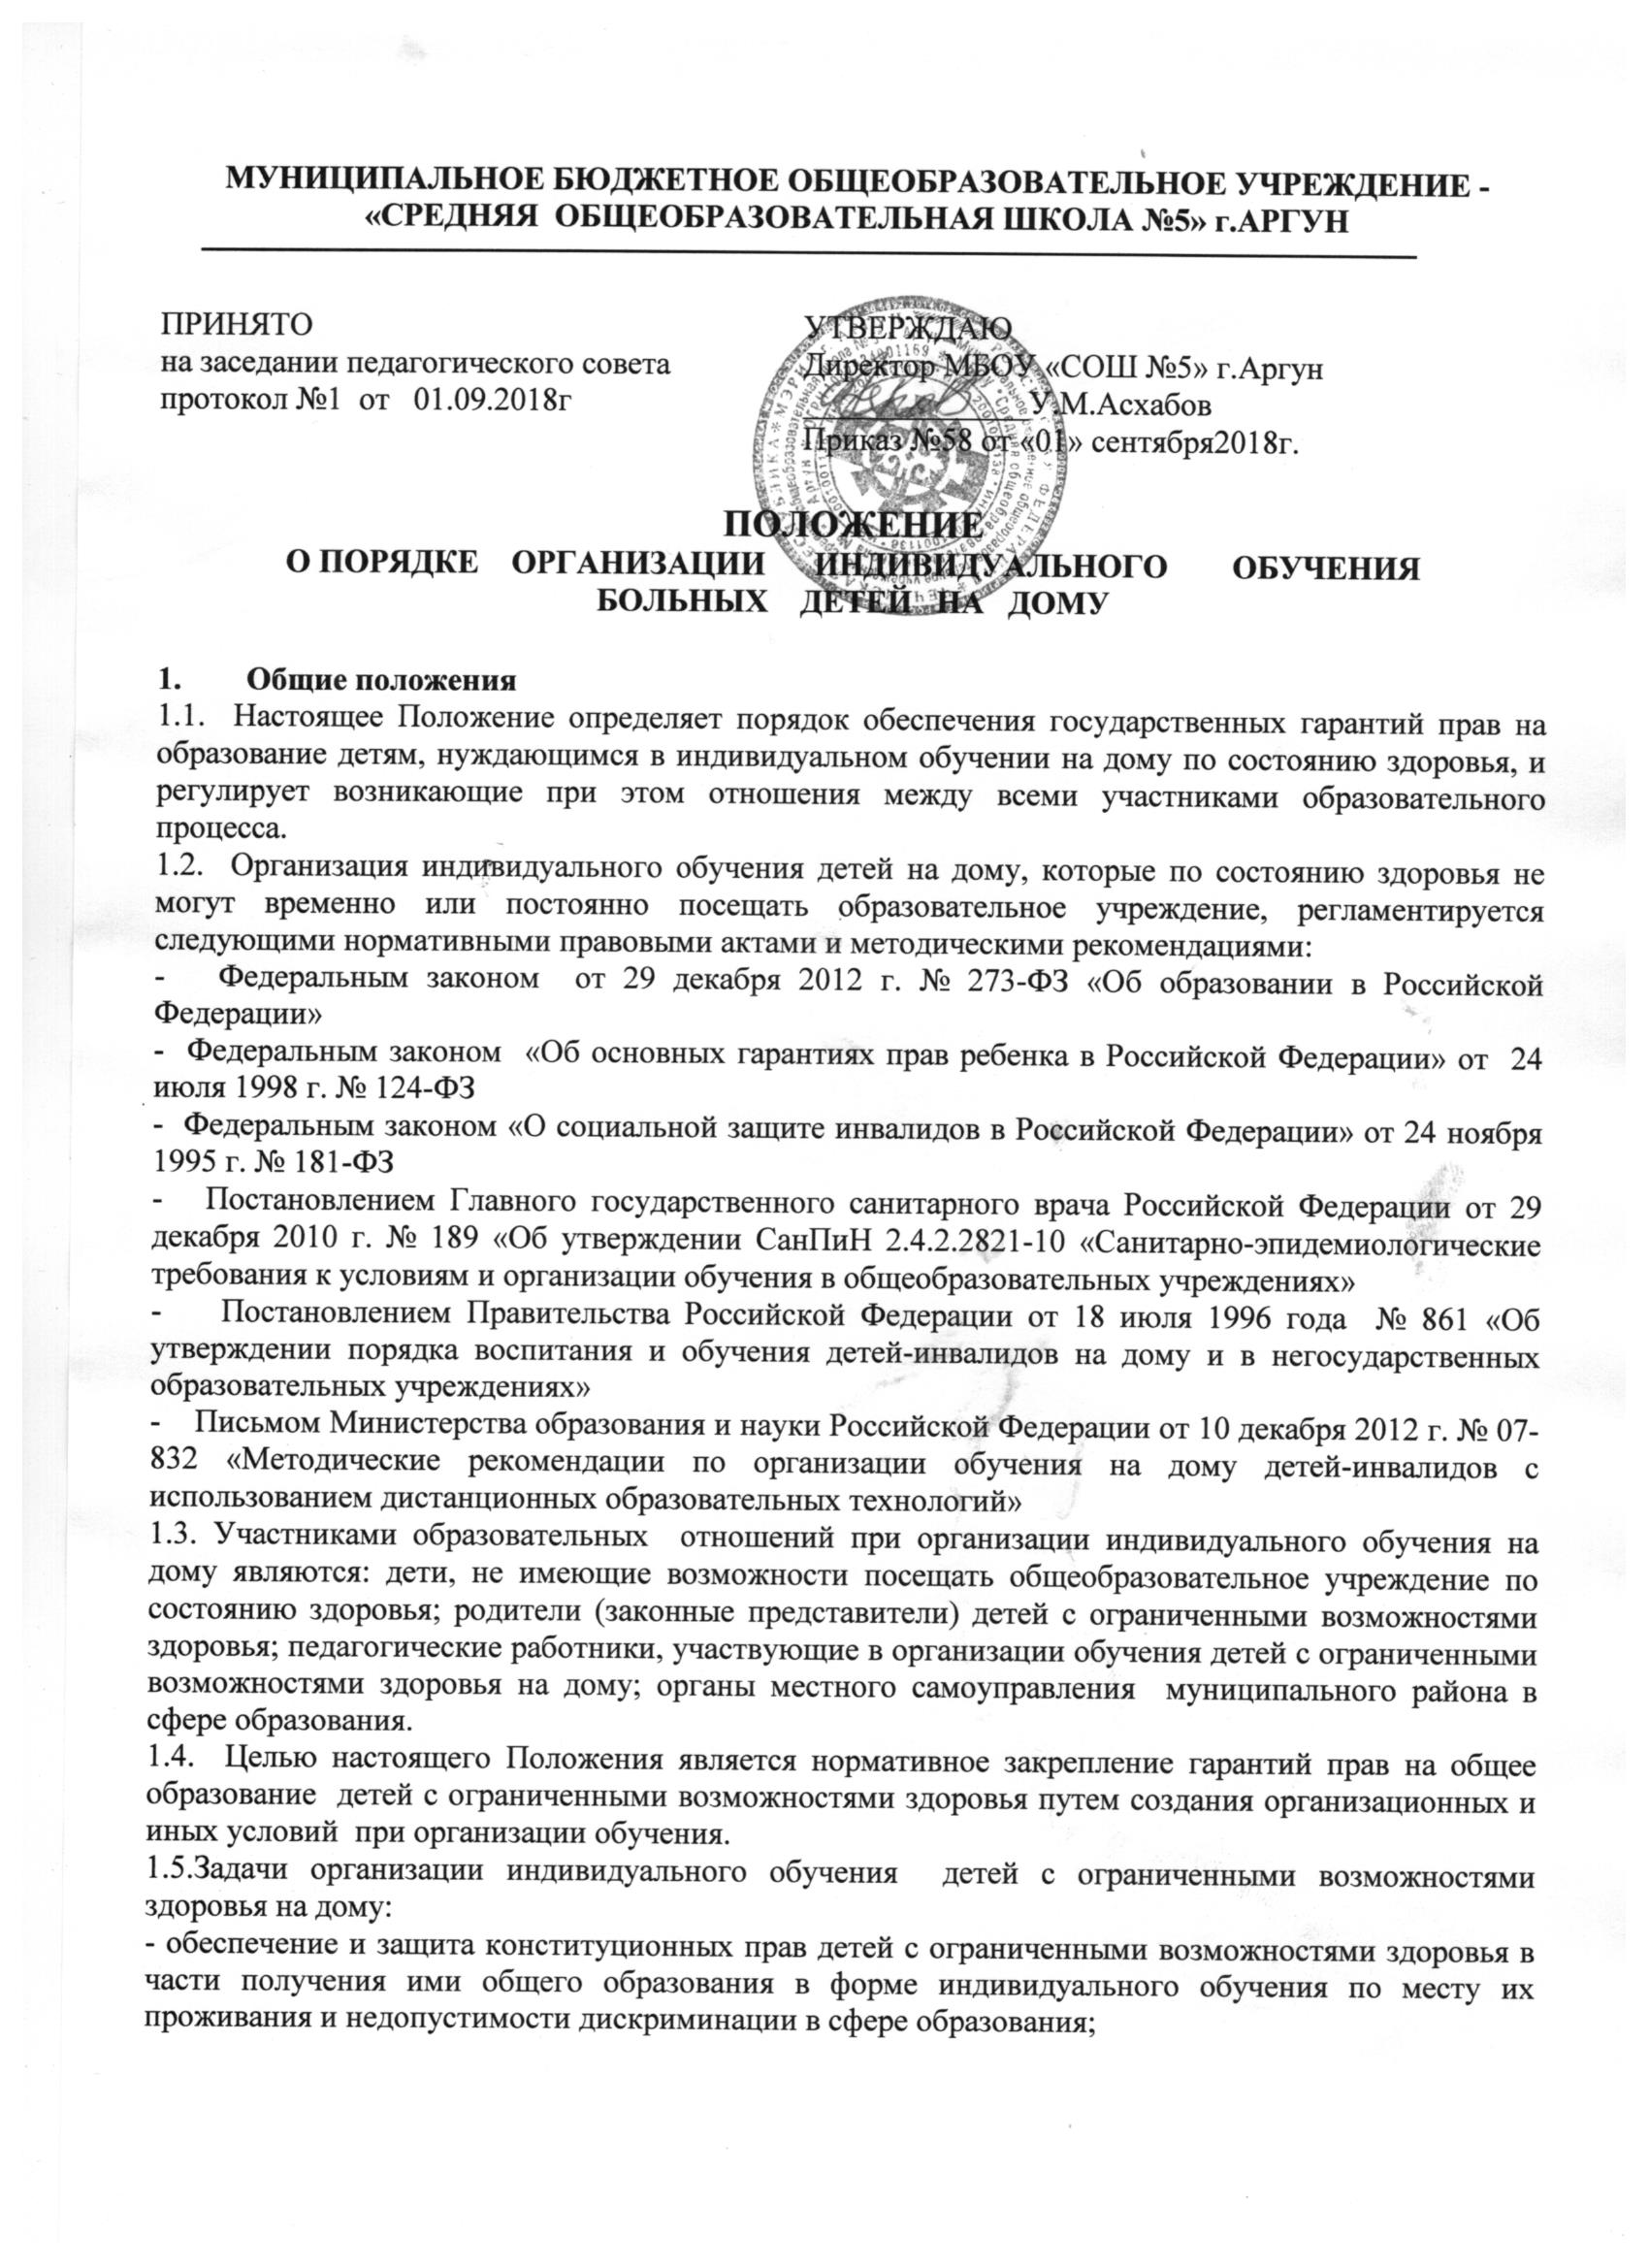 МУНИЦИПАЛЬНОЕ БЮДЖЕТНОЕ ОБЩЕОБРАЗОВАТЕЛЬНОЕ УЧРЕЖДЕНИЕ -
«СРЕДНЯЯ ОБЩЕОБРАЗОВАТЕЛЬНАЯ ШКОЛА №5» г.АРГУН
ПРИНЯТО
на заседании педагогического совета
протокол №1 от 01.09.2018г
УТВЕРЖДАЮ
Директор МБОУ «СОШ №5» г.Аргун
У.М.Асхабов
Приказ №58 от «01» сентября2018г.
ПОЛОЖЕНИЕ
О ПОРЯДКЕ ОРГАНИЗАЦИИ ИНДИВИДУАЛЬНОГО ОБУЧЕНИЯ
БОЛЬНЫХ ДЕТЕЙ НА ДОМУ
1. Общие положения
1.1. Настоящее Положение определяет порядок обеспечения государственных гарантий прав на
образование детям, нуждающимся в индивидуальном обучении на дому по состоянию здоровья, и
регулирует возникающие при этом отношения между всеми участниками образовательного
процесса.
1.2. Организация индивидуального обучения детей на дому, которые по состоянию здоровья не
могут временно или постоянно посещать образовательное учреждение, регламентируется
следующими нормативными правовыми актами и методическими рекомендациями:
- Федеральным законом от 29 декабря 2012 г. № 273-ФЗ «Об образовании в Российской
Федерации»
- Федеральным законом «Об основных гарантиях прав ребенка в Российской Федерации» от 24
июля 1998 г. № 124-ФЗ
- Федеральным законом «О социальной защите инвалидов в Российской Федерации» от 24 ноября
1995 г. № 181-ФЗ
- Постановлением Главного государственного санитарного врача Российской Федерации от 29
декабря 2010 г. № 189 «Об утверждении СанПиН 2.4.2.2821-10 «Санитарно-эпидемиологические
требования к условиям и организации обучения в общеобразовательных учреждениях»
- Постановлением Правительства Российской Федерации от 18 июля 1996 года № 861 «Об
утверждении порядка воспитания и обучения детей-инвалидов на дому и в негосударственных
образовательных учреждениях»
- Письмом Министерства образования и науки Российской Федерации от 10 декабря 2012 г. № 07-
832 «Методические рекомендации по организации обучения на дому детей-инвалидов с
использованием дистанционных образовательных технологий»
1.3. Участниками образовательных отношений при организации индивидуального обучения на
дому являются: дети, не имеющие возможности посещать общеобразовательное учреждение по
состоянию здоровья; родители (законные представители) детей с ограниченными возможностями
здоровья; педагогические работники, участвующие в организации обучения детей с ограниченными
возможностями здоровья на дому; органы местного самоуправления муниципального района в
сфере образования.
1.4. Целью настоящего Положения является нормативное закрепление гарантий прав на общее
образование детей с ограниченными возможностями здоровья путем создания организационных и
иных условий при организации обучения.
1.5.Задачи организации индивидуального обучения детей с ограниченными возможностями
здоровья на дому:
- обеспечение и защита конституционных прав детей с ограниченными возможностями здоровья в
части получения ими общего образования в форме индивидуального обучения по месту их
проживания и недопустимости дискриминации в сфере образования;